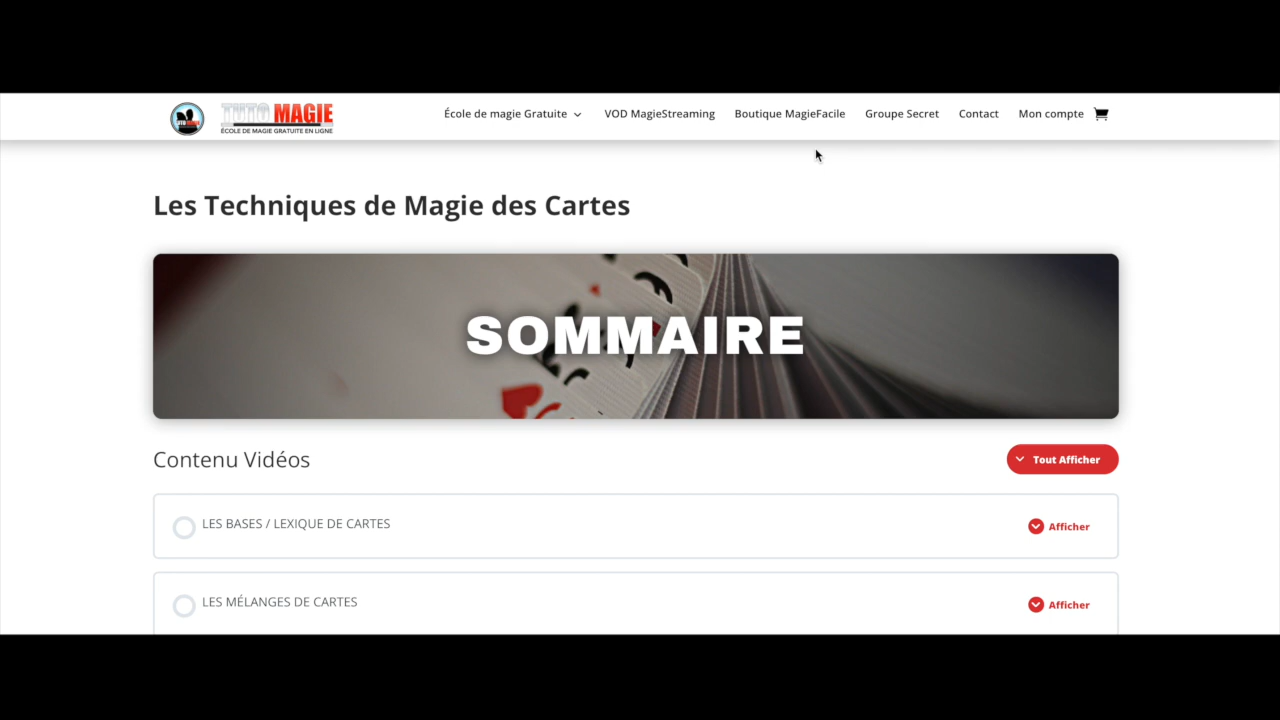 TUTO MAGIE
ÉCOLE DE MAGIE GRATUITE EN LIGNE
École de magie Gratuite
VOD MagieStreaming
Boutique MagieFacile
Groupe Secret
Contact
Mon compte
Les Techniques de Magie des Cartes
SOMMAIRE
Contenu Vidéos
Tout Afficher
LES BASES / LEXIQUE DE CARTES
Afficher
LES MÉLANGES DE CARTES
Afficher